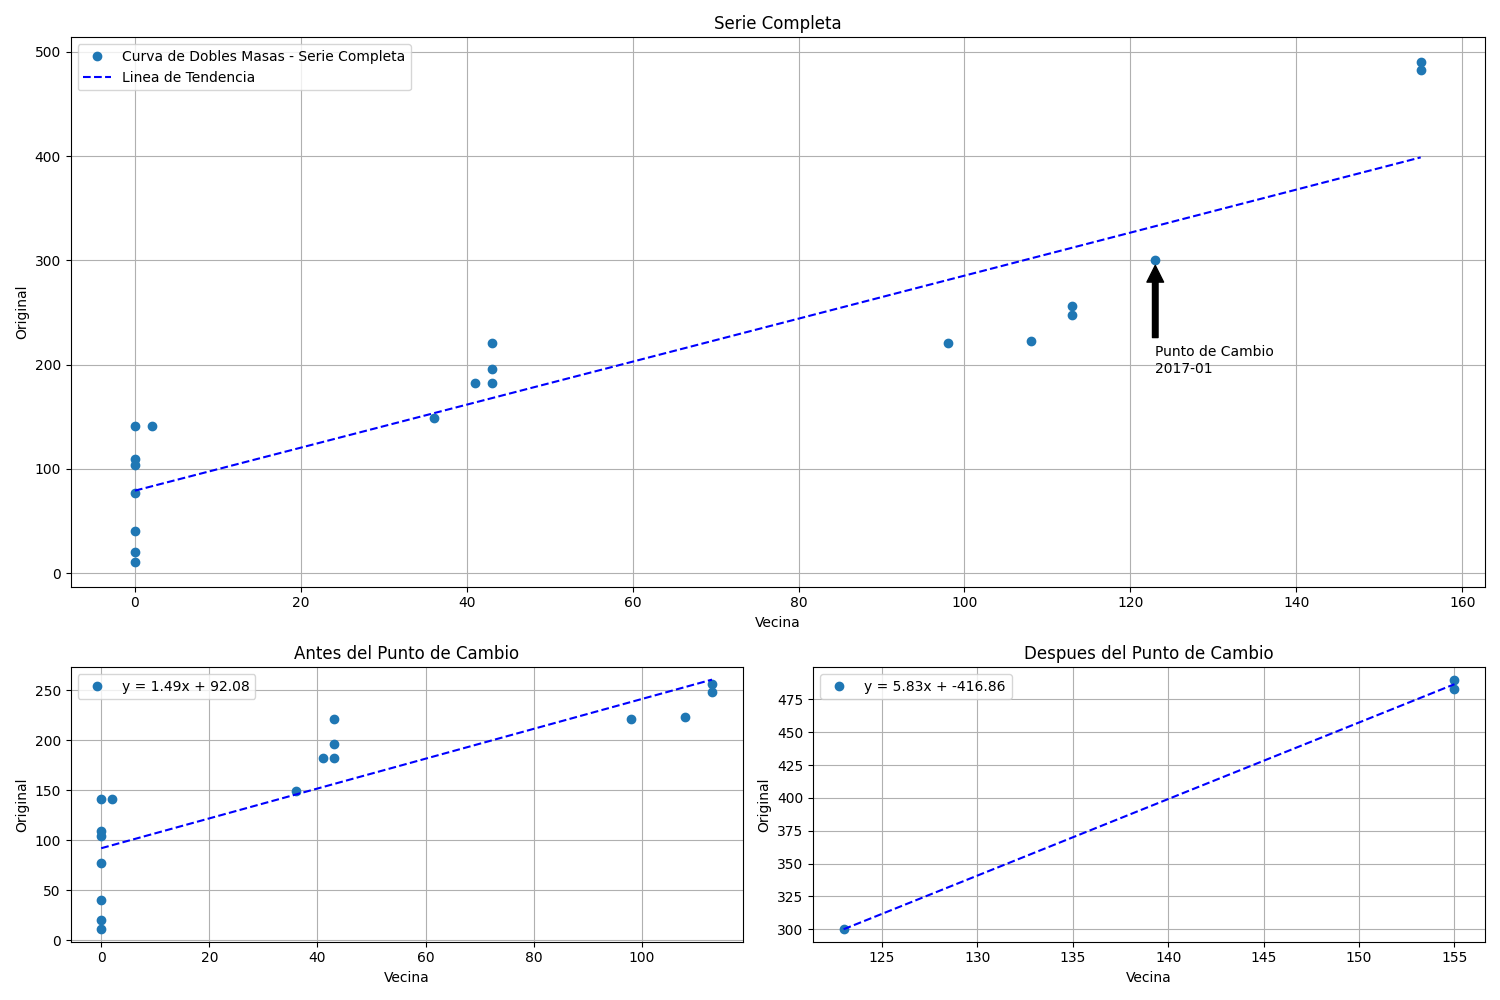 Serie Completa
Curva de Dobles Masas - Serie Completa
Linea de Tendencia
500
400
300
200
100
0
Original
Punto de Cambio
2017-01
0 20 40 60 80 100 120 140 160
Vecina
Antes del Punto de Cambio
y = 1.49x + 92.08
250
200
150
100
50
0
Original
0 20 40 60 80 100
Vecina
Despues del Punto de Cambio
y = 5.83x + -416.86
475
450
425
400
375
350
325
300
Original
125 130 135 140 145 150 155
Vecina